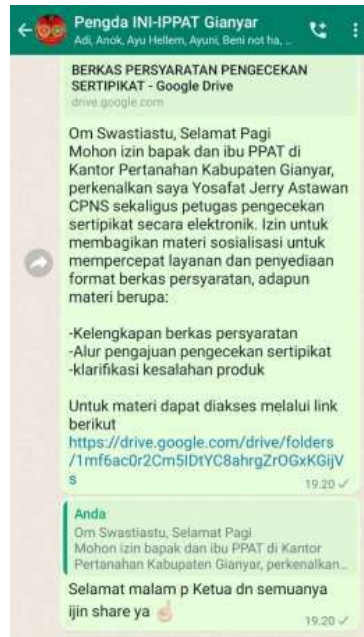 Pengda INI-IPPAT Gianyar
Adi, Anok, Ayu Hellem, Ayuni, Beni not ha, ...
BERKAS PERSYARATAN PENGECEKAN
SERTIPIKAT - Google Drive
drive.google.com
Om Swastiastu, Selamat Pagi
Mohon izin bapak dan ibu PPAT di
Kantor Pertanahan Kabupaten Gianyar,
perkenalkan saya Yosafat Jerry Astawan
CPNS sekaligus petugas pengecekan
sertipikat secara elektronik. Izin untuk
membagikan materi sosialisasi untuk
mempercepat layanan dan penyediaan
format berkas persyaratan, adapun
materi berupa:
-Kelengkapan berkas persyaratan
-Alur pengajuan pengecekan sertipikat
-klarifikasi kesalahan produk
Untuk materi dapat diakses melalui link
berikut
https://drive.google.com/drive/folders
/1mf6ac0r2Cm5IDtYC8ahrgZrOGxKGijV
s
19.20
Anda
Om Swastiastu, Selamat Pagi
Mohon izin bapak dan ibu PPAT di Kantor
Pertanahan Kabupaten Gianyar, perkenalkan...
Selamat malam p Ketua dn semuanya
ijin share ya ☝🏻
19.20